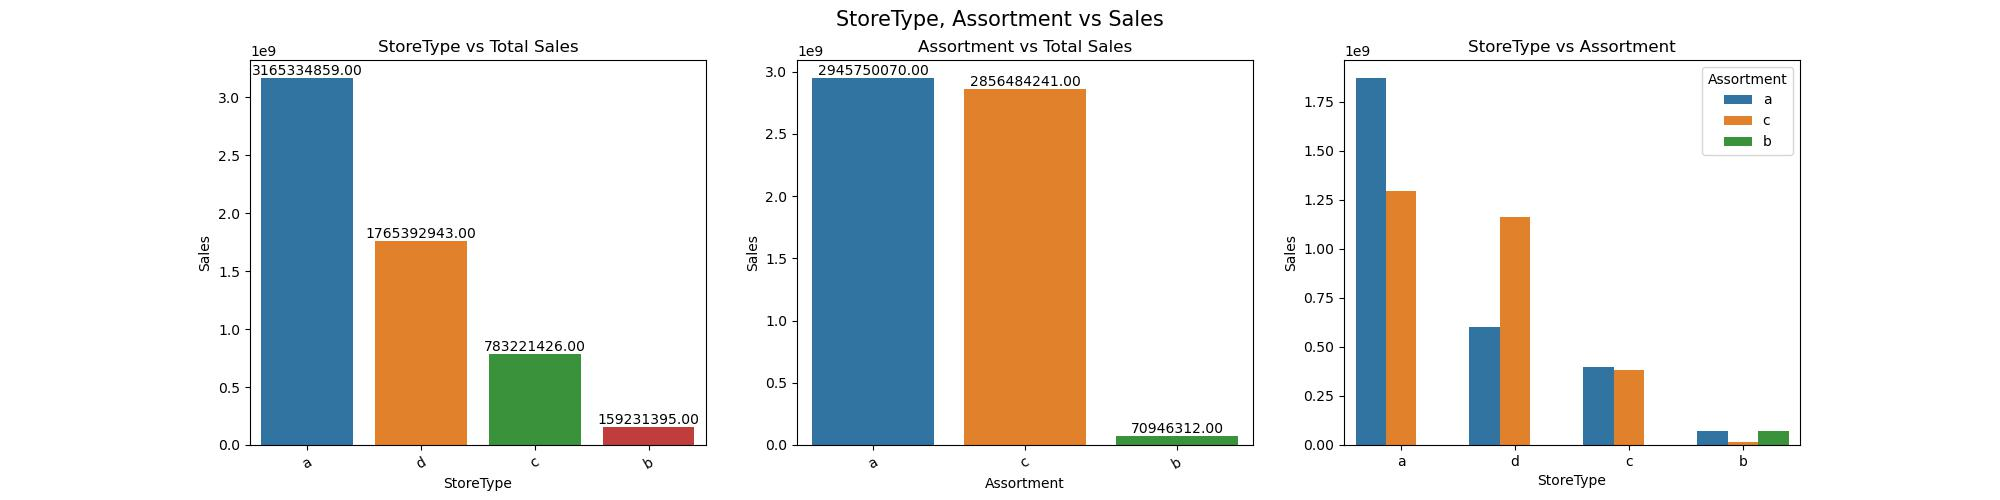 StoreType, Assortment vs Sales
StoreType vs Total Sales
1e9
3.0
2.5
2.0
1.5
1.0
0.5
0.0
Sales
3165334859.00
1765392943.00
783221426.00
159231395.00
a d c b
StoreType
Assortment vs Total Sales
1e9
3.0
2.5
2.0
1.5
1.0
0.5
0.0
Sales
2945750070.00
2856484241.00
70946312.00
a c b
Assortment
StoreType vs Assortment
1e9
1.75
1.50
1.25
1.00
0.75
0.50
0.25
0.00
Sales
Assortment
a
c
b
a d c b
StoreType